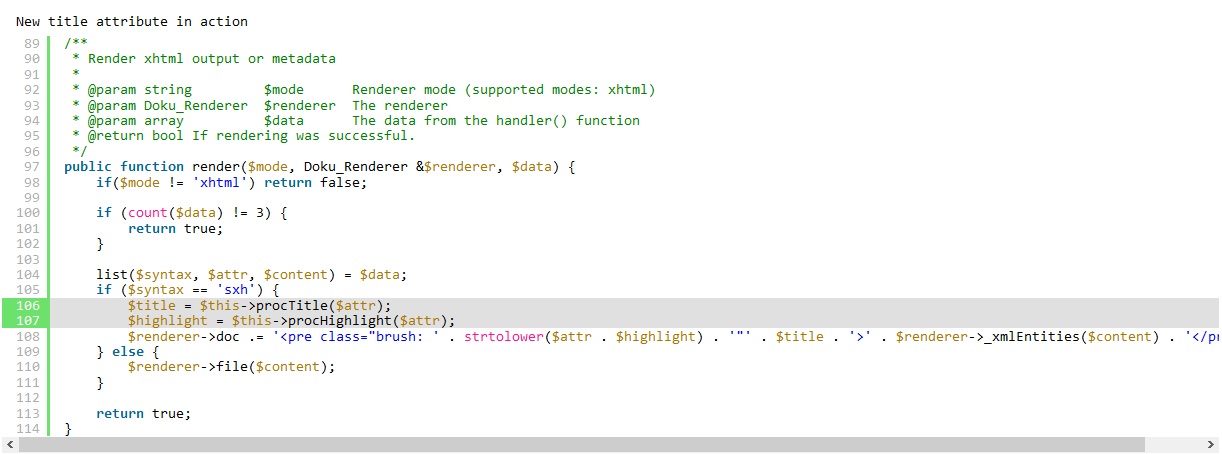 New title attribute in action
89 /**
90  * Render xhtml output or metadata
91  *
92  * @param string         $mode      Renderer mode (supported modes: xhtml)
93  * @param Doku_Renderer  $renderer  The renderer
94  * @param array          $data      The data from the handler() function
95  * @return bool If rendering was successful.
96  */
97 public function render($mode, Doku_Renderer &$renderer, $data) {
98     if($mode != 'xhtml') return false;
99
100     if (count($data) != 3) {
101         return true;
102     }
103
104     list($syntax, $attr, $content) = $data;
105     if ($syntax == 'sxh') {
106         $title = $this->procTitle($attr);
107         $highlight = $this->procHighlight($attr);
108         $renderer->doc .= '<pre class="brush: ' . strtolower($attr . $highlight) . '"' . $title . '>' . $renderer->_xmlEntities($content) . '</pr
109     } else {
110         $renderer->file($content);
111     }
112
113     return true;
114 }